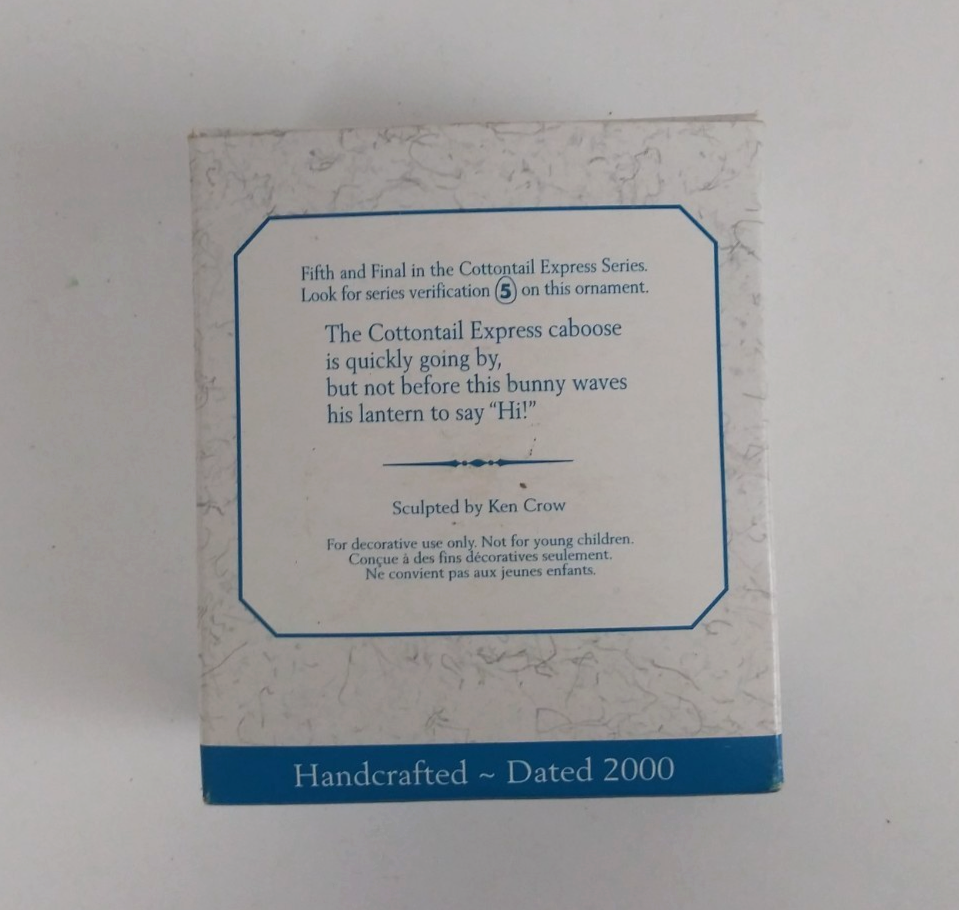 Fifth and Final in the Cottontail Express Series.
Look for series verification 5 on this ornament.
The Cottontail Express caboose
is quickly going by,
but not before this bunny waves
his lantern to say “Hi!”
Sculpted by Ken Crow
For decorative use only. Not for young children.
Conçue à des fins décoratives seulement.
Ne convient pas aux jeunes enfants.
Handcrafted ~ Dated 2000